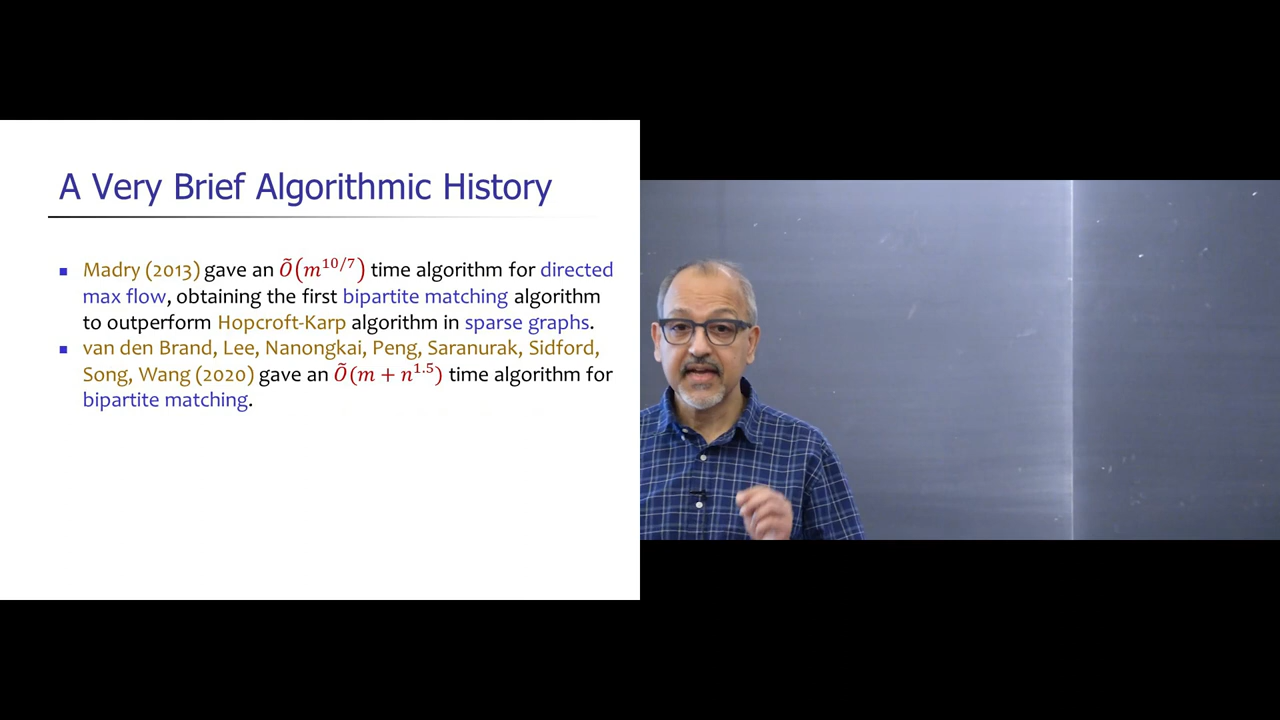 A Very Brief Algorithmic History
Madry (2013) gave an Õ(m^{10/7}) time algorithm for directed
max flow, obtaining the first bipartite matching algorithm
to outperform Hopcroft-Karp algorithm in sparse graphs.
van den Brand, Lee, Nanongkai, Peng, Saranurak, Sidford,
Song, Wang (2020) gave an Õ(m + n^{1.5}) time algorithm for
bipartite matching.